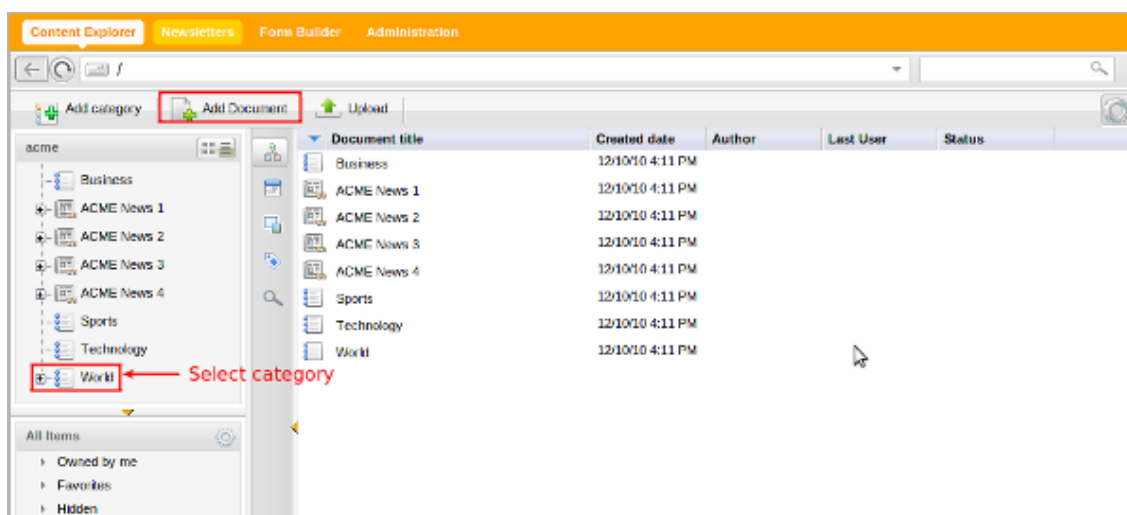 Content Explorer Newsletters Form Builder Administration
/
Add category Add Document Upload
acme
Business
ACME News 1
ACME News 2
ACME News 3
ACME News 4
Sports
Technology
World
Select category
All Items
Owned by me
Favorites
Hidden
Document title Created date Author Last User Status
Business 12/10/10 4:11 PM
ACME News 1 12/10/10 4:11 PM
ACME News 2 12/10/10 4:11 PM
ACME News 3 12/10/10 4:11 PM
ACME News 4 12/10/10 4:11 PM
Sports 12/10/10 4:11 PM
Technology 12/10/10 4:11 PM
World 12/10/10 4:11 PM